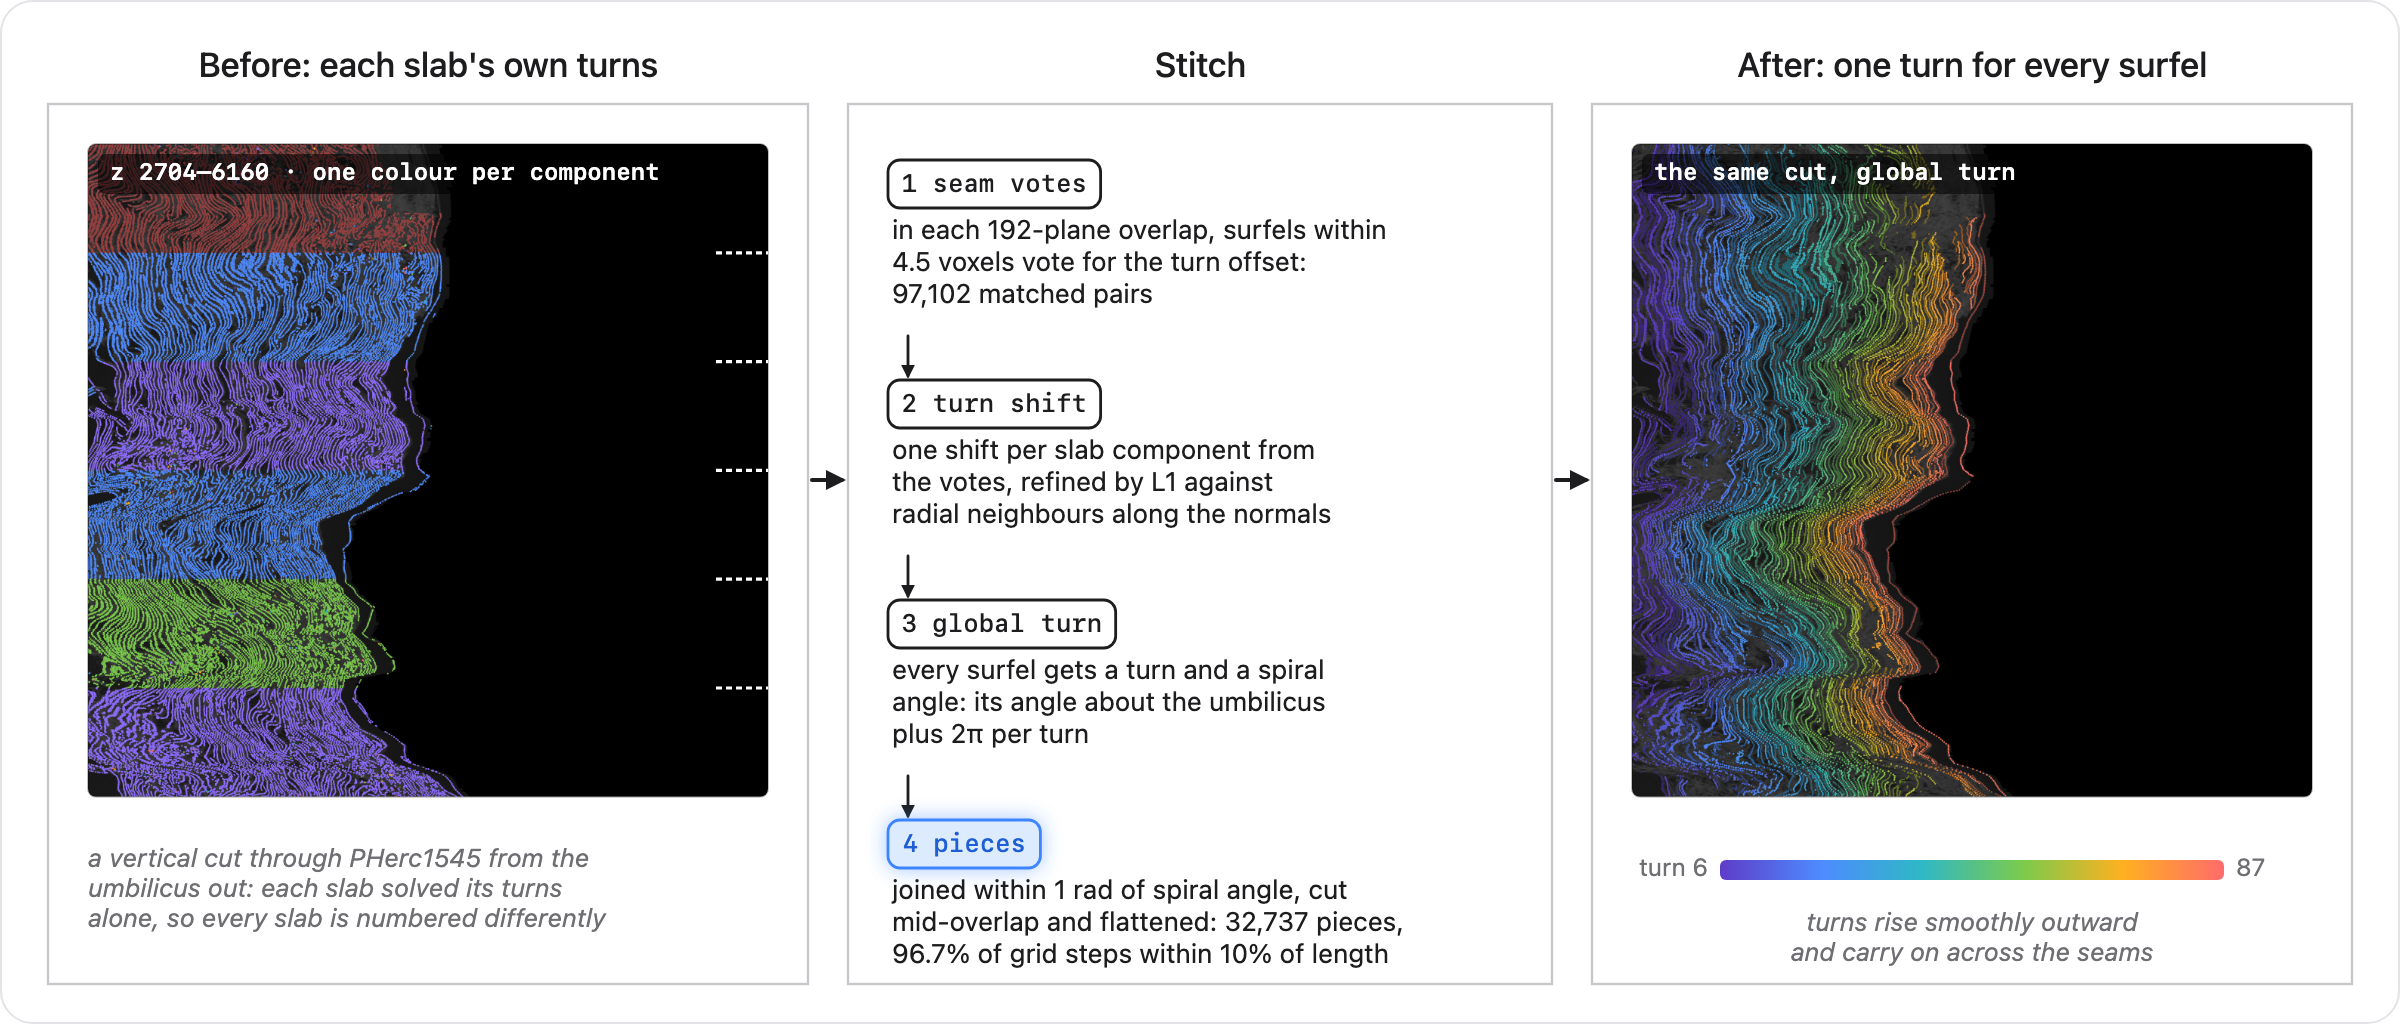 Before: each slab's own turns
z 2704–6160 · one colour per component
a vertical cut through PHerc1545 from the
umbilicus out: each slab solved its turns
alone, so every slab is numbered differently
Stitch
1 seam votes
in each 192-plane overlap, surfels within
4.5 voxels vote for the turn offset:
97,102 matched pairs
2 turn shift
one shift per slab component from
the votes, refined by L1 against
radial neighbours along the normals
3 global turn
every surfel gets a turn and a spiral
angle: its angle about the umbilicus
plus 2π per turn
4 pieces
joined within 1 rad of spiral angle, cut
mid-overlap and flattened: 32,737 pieces,
96.7% of grid steps within 10% of length
After: one turn for every surfel
the same cut, global turn
turn 6
87
turns rise smoothly outward
and carry on across the seams